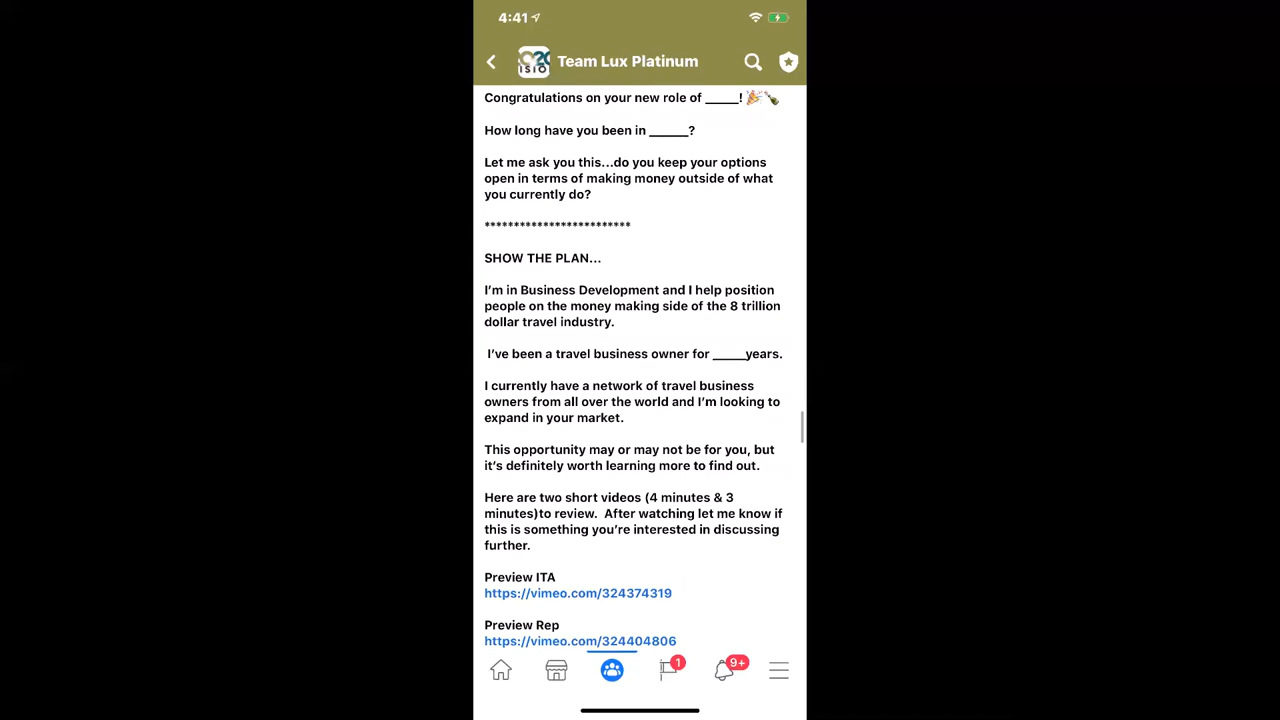 4:41
Team Lux Platinum
Congratulations on your new role of _____! 🎉🍾
How long have you been in ______?
Let me ask you this...do you keep your options
open in terms of making money outside of what
you currently do?
*************************
SHOW THE PLAN...
I'm in Business Development and I help position
people on the money making side of the 8 trillion
dollar travel industry.
I've been a travel business owner for _____years.
I currently have a network of travel business
owners from all over the world and I'm looking to
expand in your market.
This opportunity may or may not be for you, but
it's definitely worth learning more to find out.
Here are two short videos (4 minutes & 3
minutes)to review.  After watching let me know if
this is something you're interested in discussing
further.
Preview ITA
https://vimeo.com/324374319
Preview Rep
https://vimeo.com/324404806
1
9+